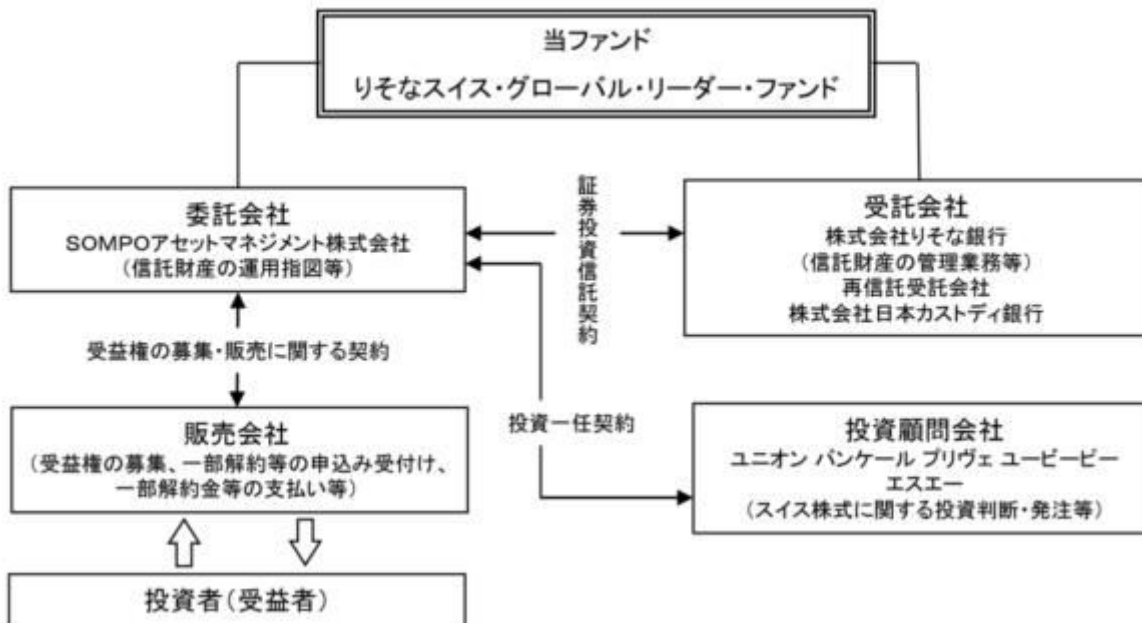 当ファンド
りそなスイス・グローバル・リーダー・ファンド
委託会社
SOMPOアセットマネジメント株式会社
(信託財産の運用指図等)
証券投資信託契約
受託会社
株式会社りそな銀行
(信託財産の管理業務等)
再信託受託会社
株式会社日本カストディ銀行
受益権の募集・販売に関する契約
投資一任契約
販売会社
(受益権の募集、一部解約等の申込み受付け、
一部解約金等の支払い等)
投資顧問会社
ユニオン バンケール プリヴェ ユービーピー
エスエー
(スイス株式に関する投資判断・発注等)
投資者(受益者)